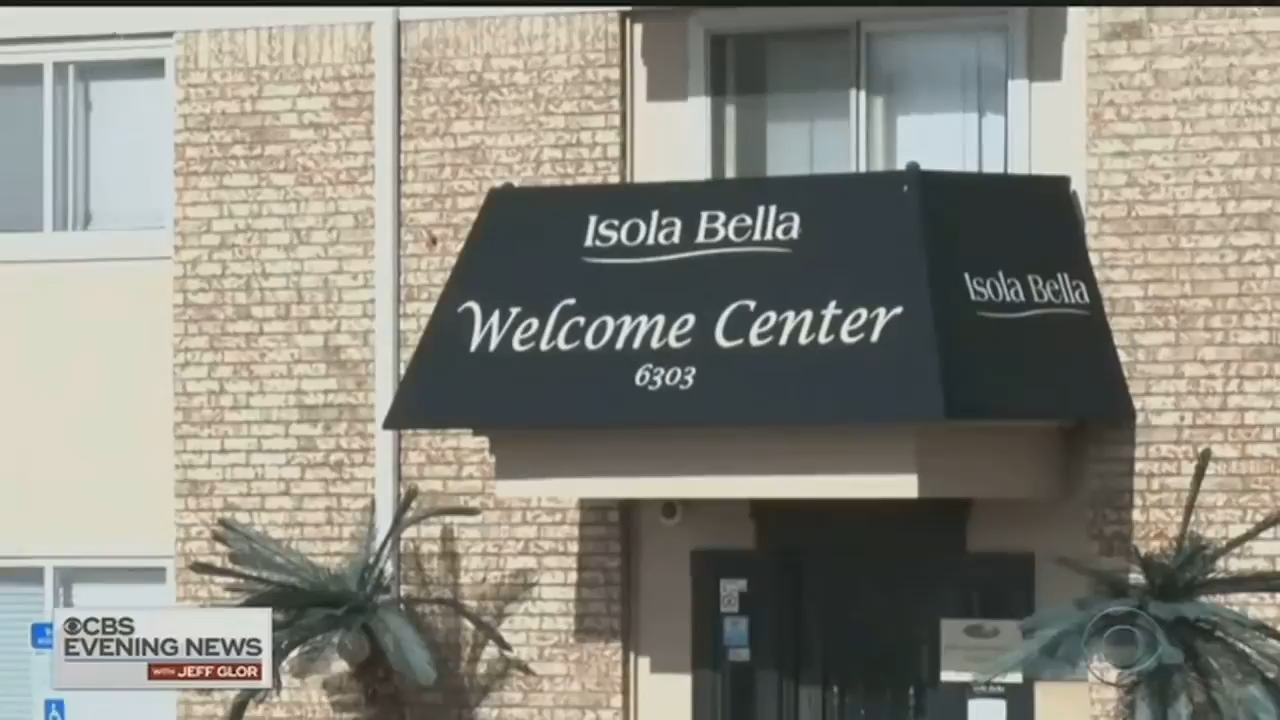 Isola Bella
Welcome Center
6303
Isola Bella
CBS
EVENING NEWS
WITH JEFF GLOR